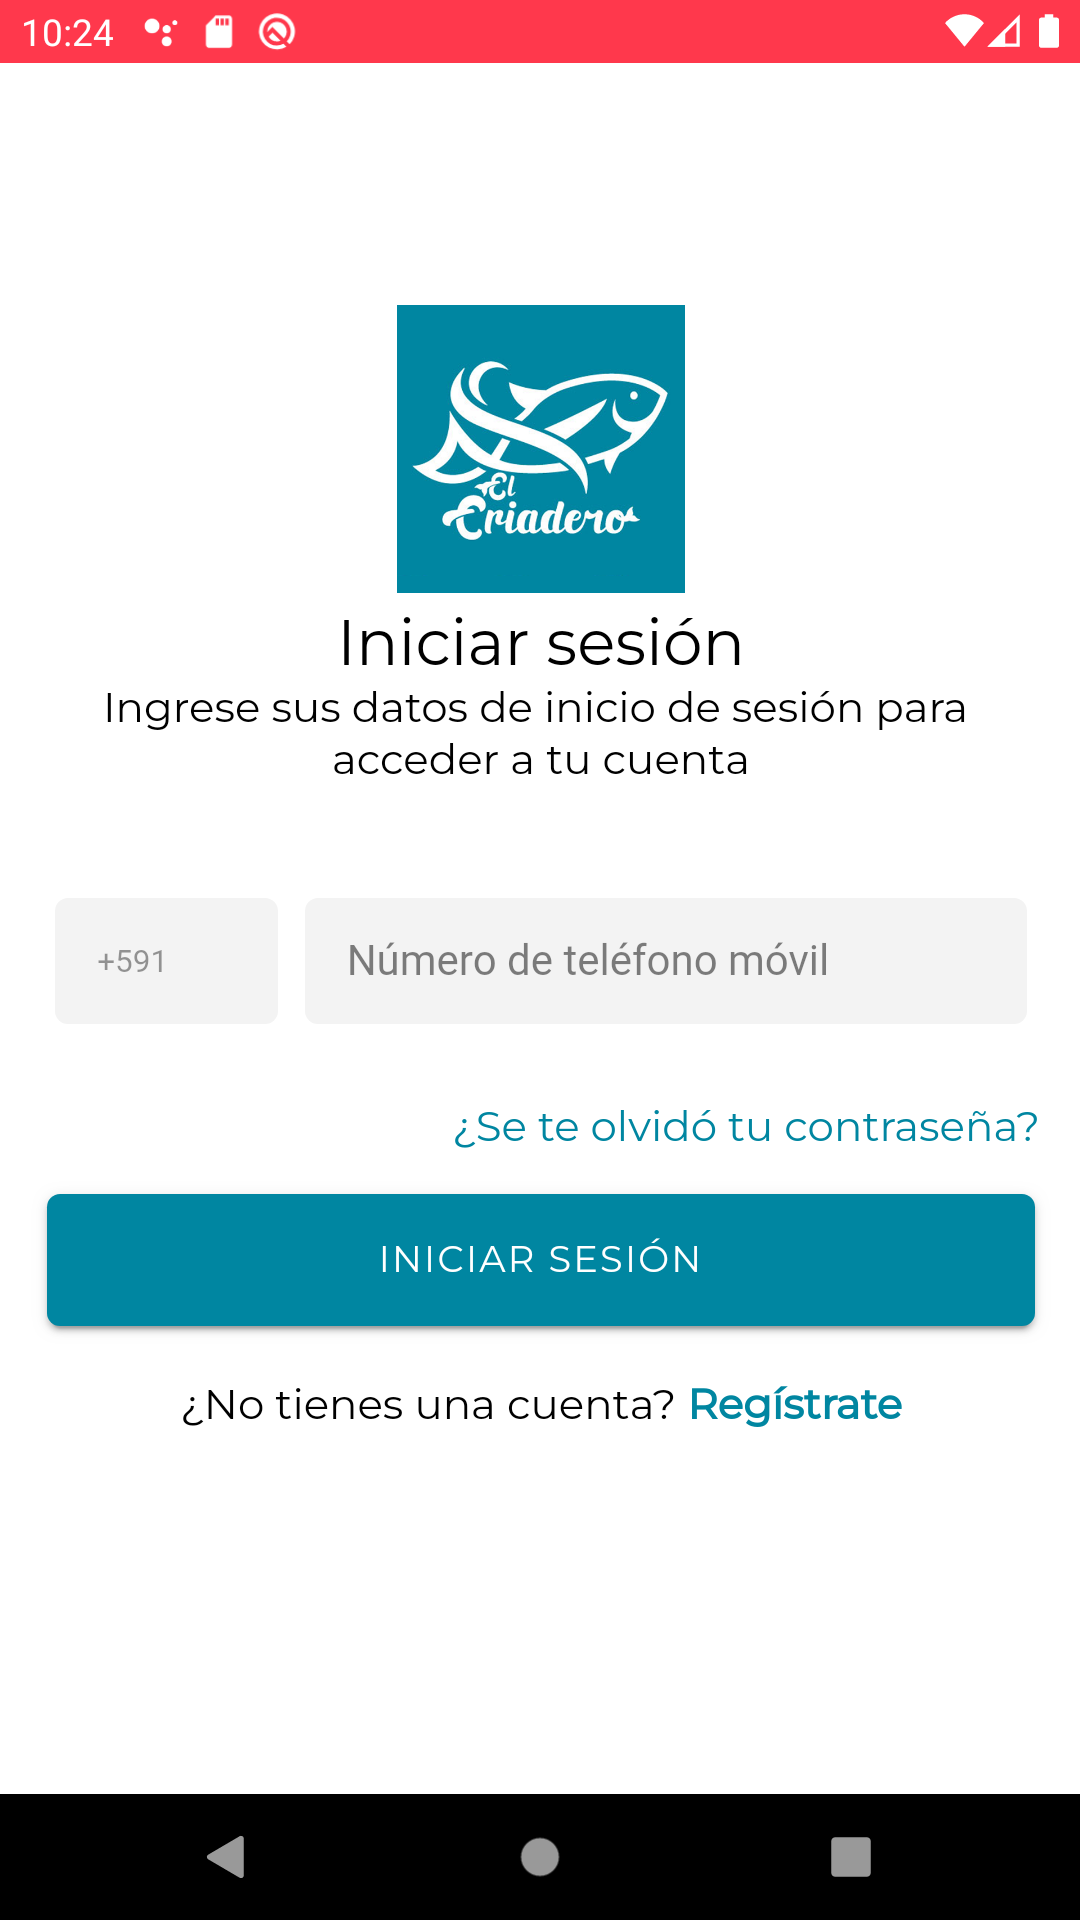 10:24
El
Criadero
Iniciar sesión
Ingrese sus datos de inicio de sesión para
acceder a tu cuenta
+591
Número de teléfono móvil
¿Se te olvidó tu contraseña?
INICIAR SESIÓN
¿No tienes una cuenta? Regístrate